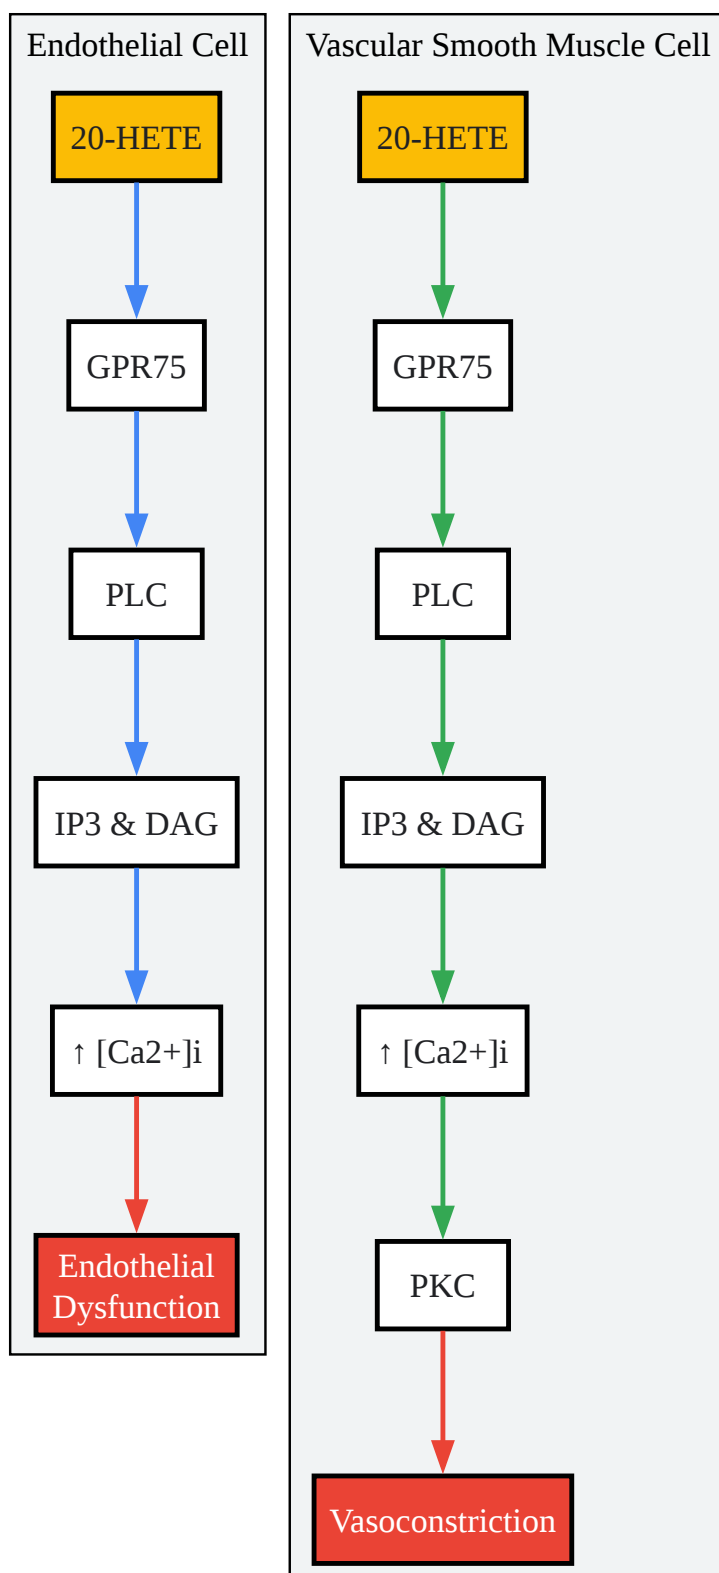 Endothelial Cell
20-HETE
GPR75
PLC
IP3 & DAG
↑ [Ca2+]i
Endothelial
Dysfunction
Vascular Smooth Muscle Cell
20-HETE
GPR75
PLC
IP3 & DAG
↑ [Ca2+]i
PKC
Vasoconstriction